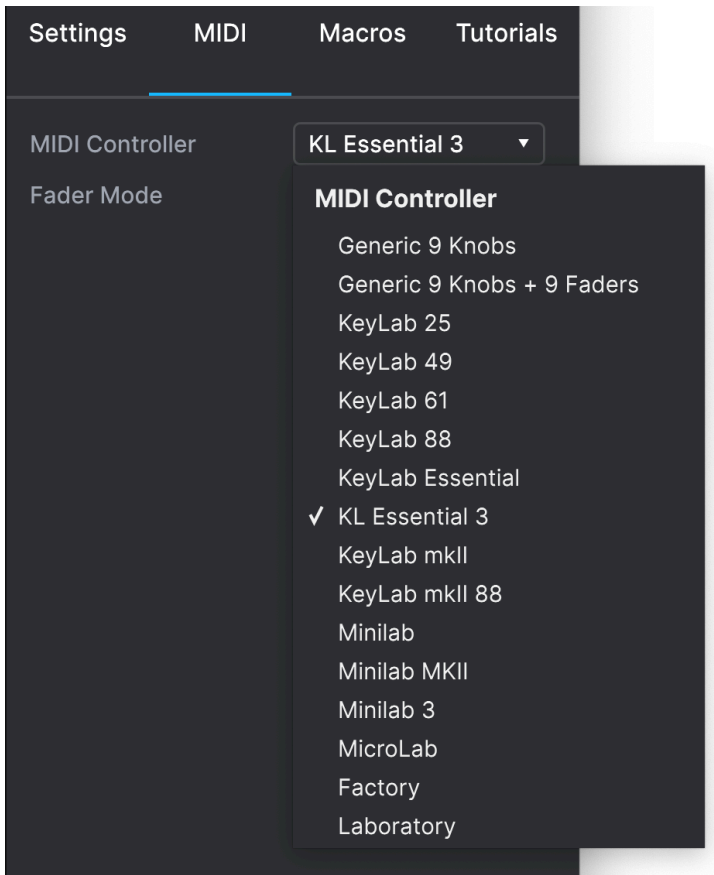 Settings MIDI Macros Tutorials
MIDI Controller KL Essential 3
Fader Mode
MIDI Controller
Generic 9 Knobs
Generic 9 Knobs + 9 Faders
KeyLab 25
KeyLab 49
KeyLab 61
KeyLab 88
KeyLab Essential
KL Essential 3
KeyLab mkII
KeyLab mkII 88
Minilab
Minilab MKII
Minilab 3
MicroLab
Factory
Laboratory